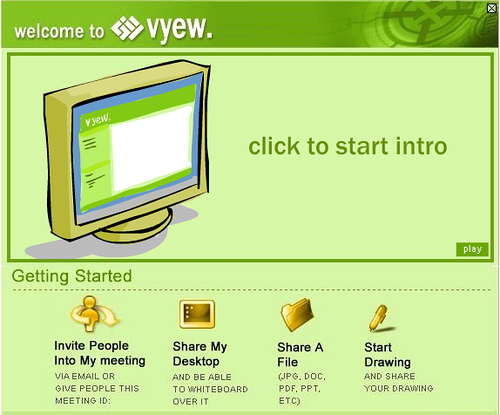 welcome to vyew.
vyew.
click to start intro
play
Getting Started
Invite People
Into My meeting
VIA EMAIL OR
GIVE PEOPLE THIS
MEETING ID:
Share My
Desktop
AND BE ABLE
TO WHITEBOARD
OVER IT
Share A
File
(JPG, DOC,
PDF, PPT,
ETC)
Start
Drawing
AND SHARE
YOUR DRAWING